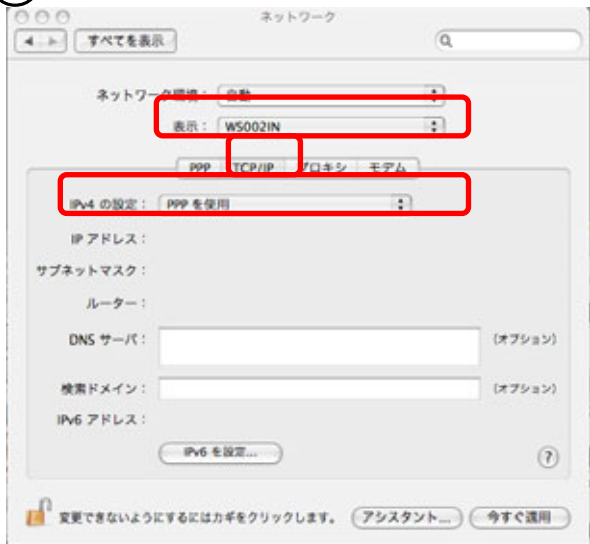 ネットワーク
すべてを表示
ネットワーク環境： 自動
表示： WS002IN
PPP TCP/IP プロキシ モデム
IPv4 の設定： PPP を使用
IP アドレス：
サブネットマスク：
ルーター：
DNS サーバ： (オプション)
検索ドメイン： (オプション)
IPv6 アドレス：
IPv6 を設定... ?
変更できないようにするにはカギをクリックします。 アシスタント... 今すぐ適用